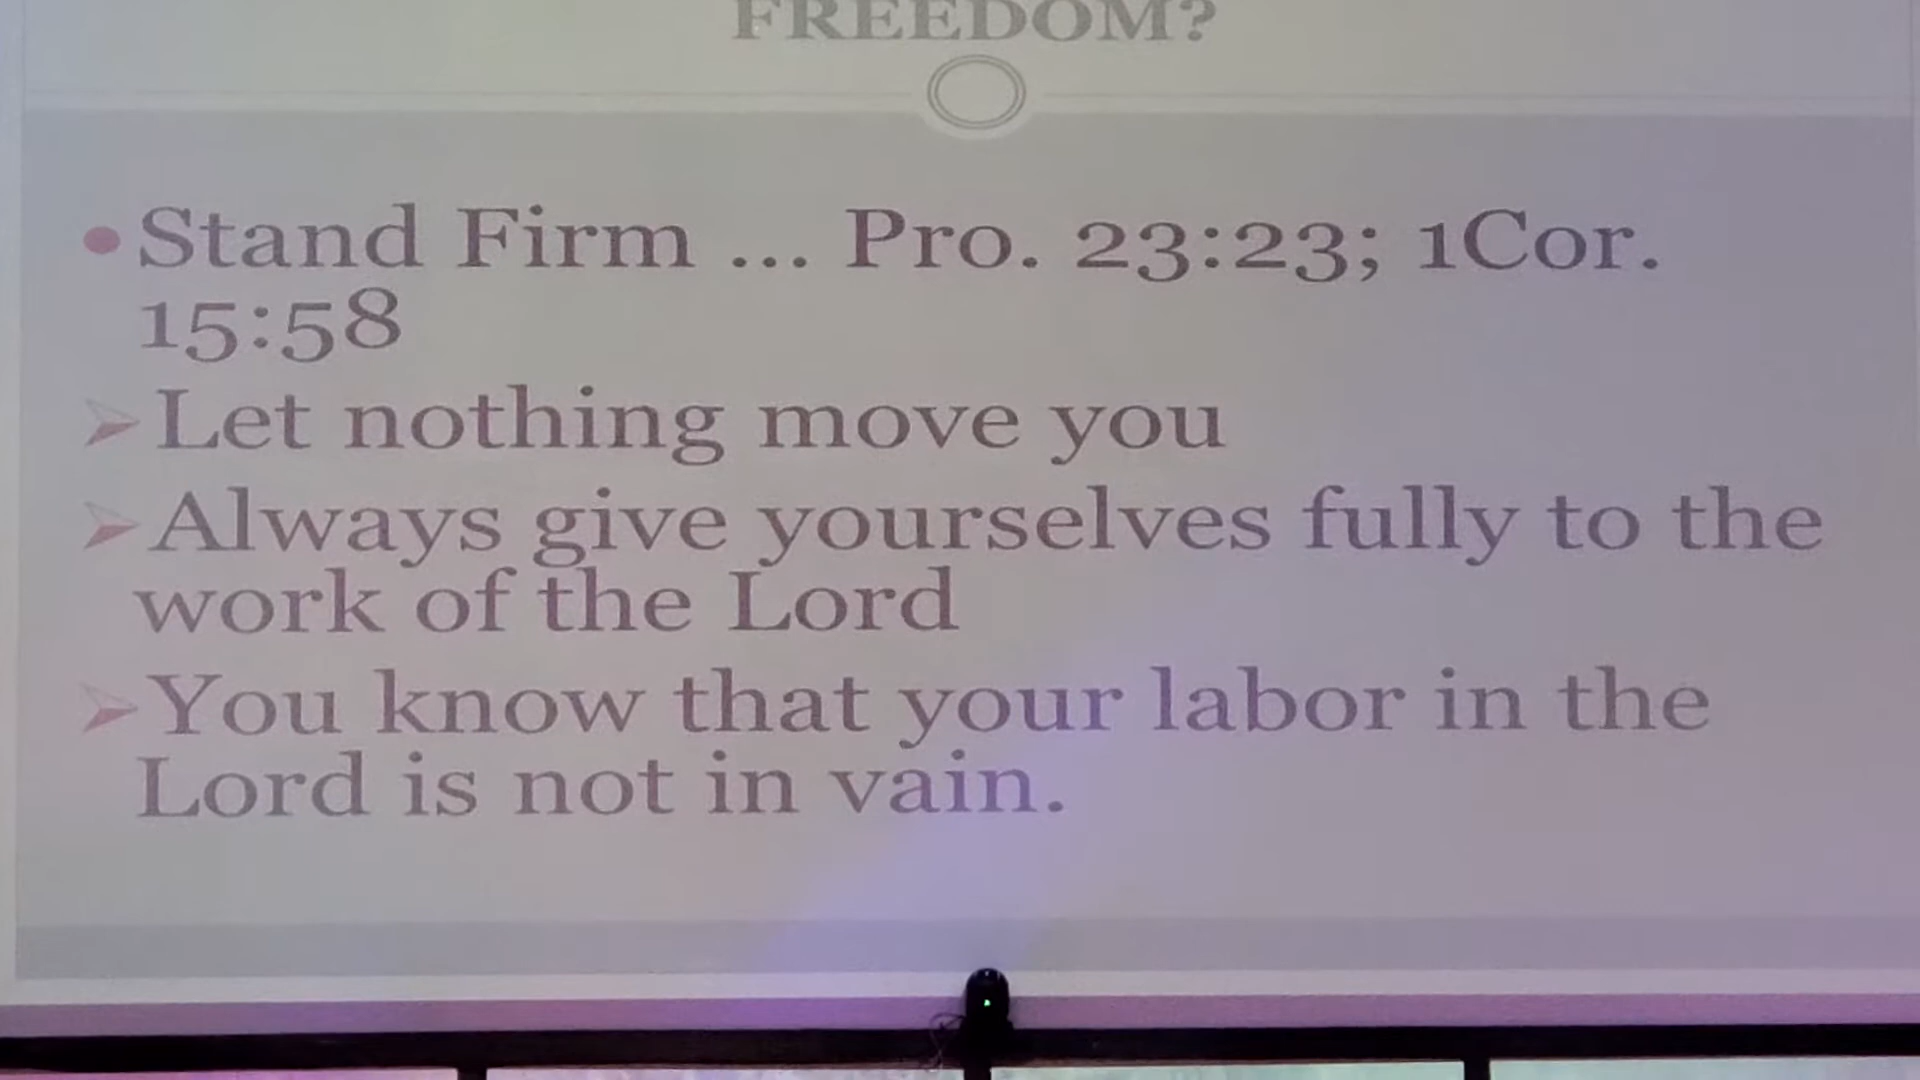 FREEDOM?
• Stand Firm ... Pro. 23:23; 1Cor.
15:58
➢ Let nothing move you
➢ Always give yourselves fully to the
work of the Lord
➢ You know that your labor in the
Lord is not in vain.